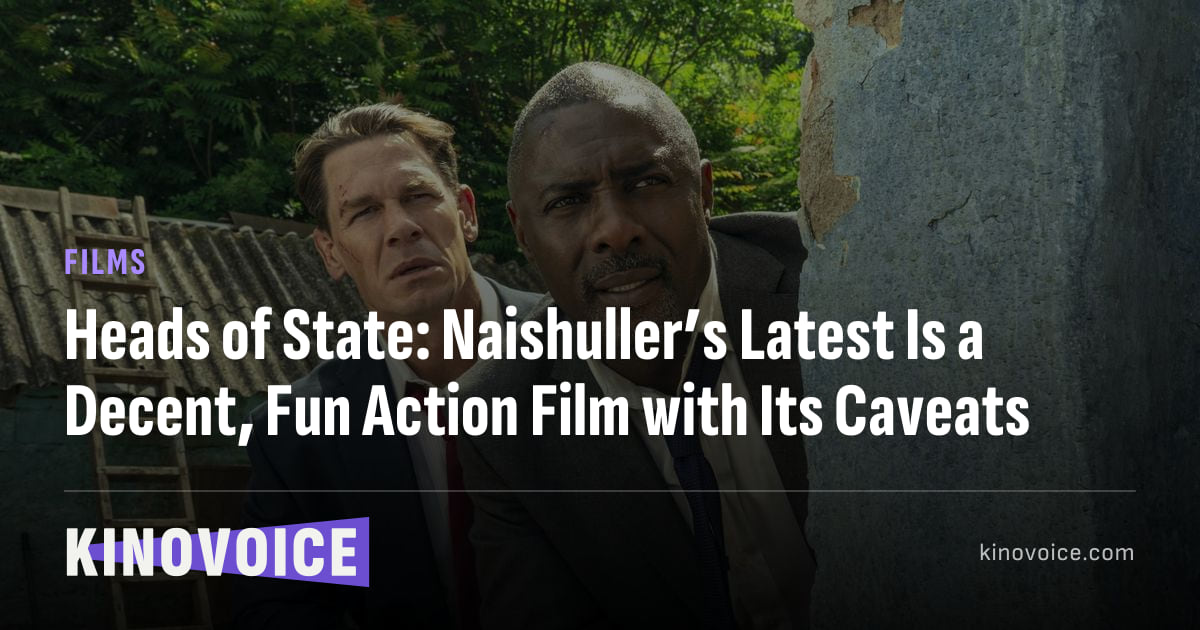 FILMS
Heads of State: Naishuller’s Latest Is a
Decent, Fun Action Film with Its Caveats
KINOVOICE
kinovoice.com